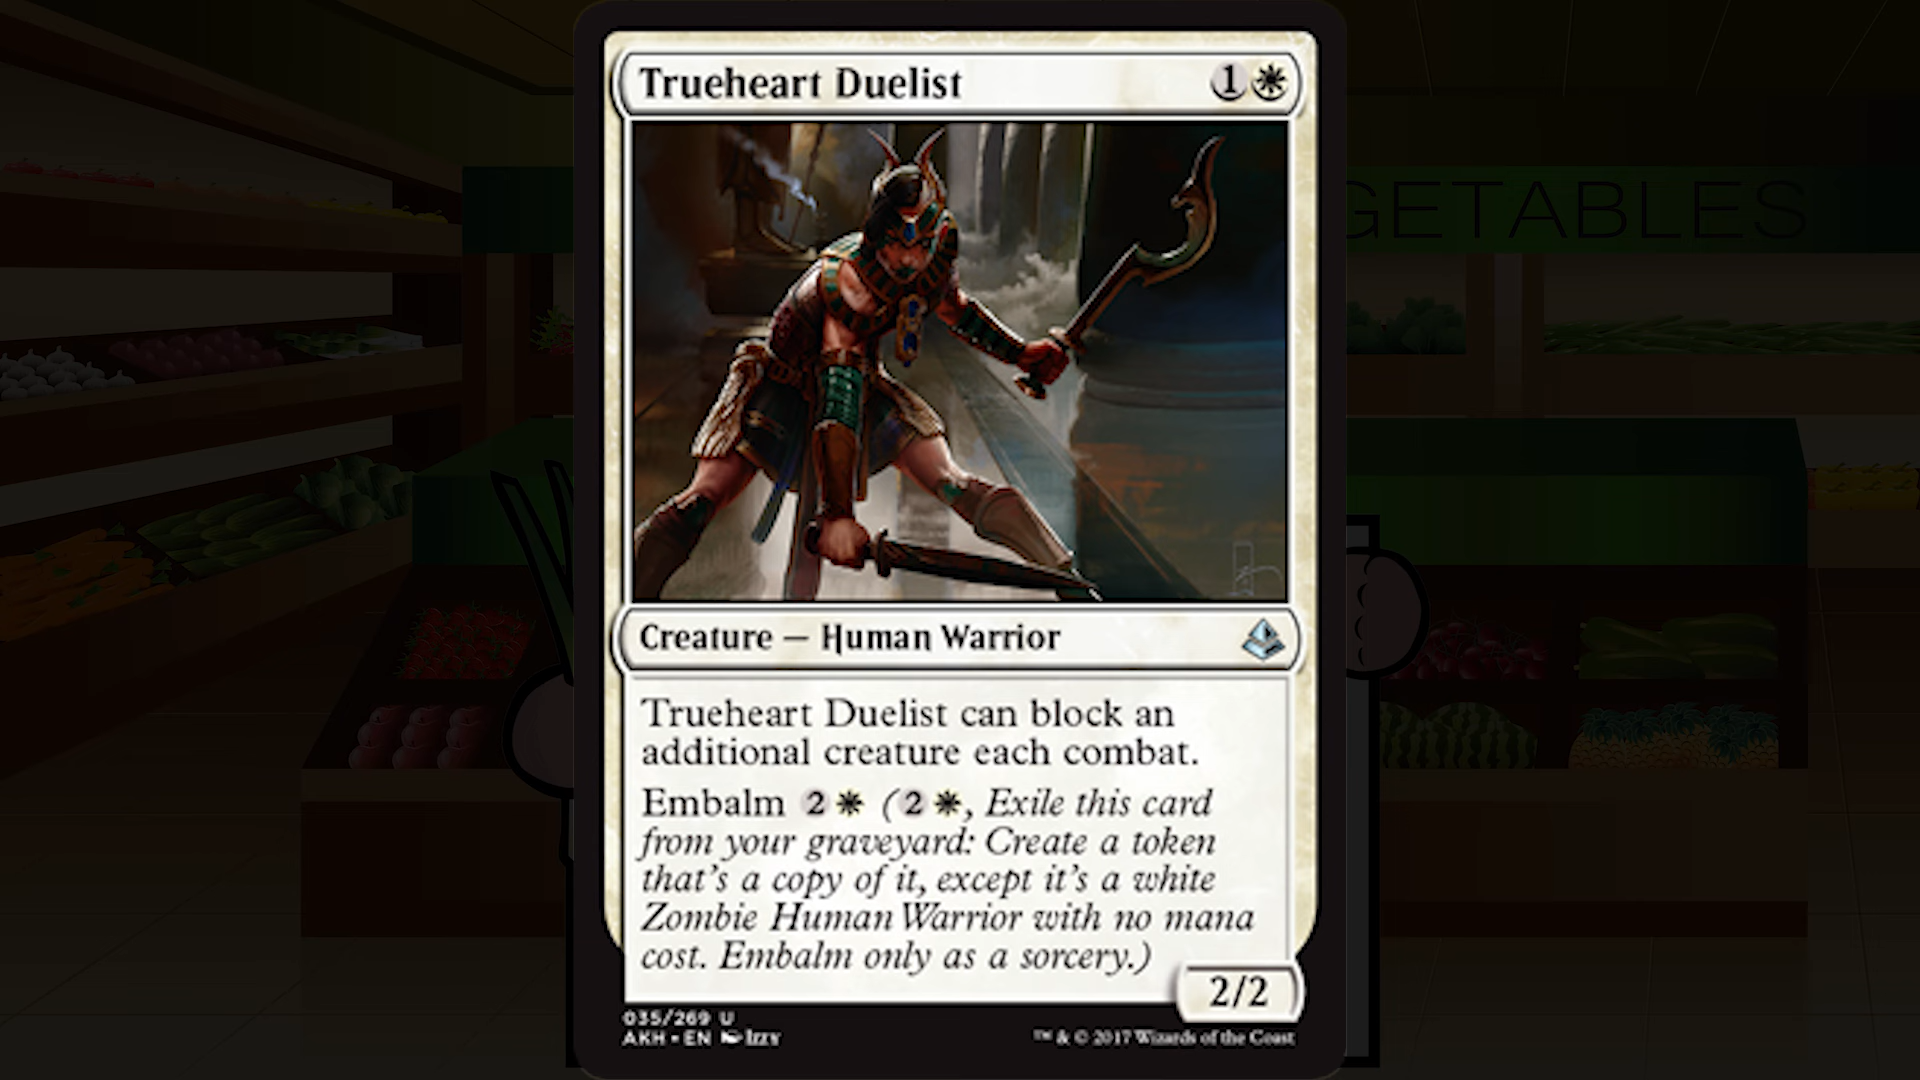 Trueheart Duelist 1
GETABLES
Creature — Human Warrior
Trueheart Duelist can block an
additional creature each combat.
Embalm 2 (2, Exile this card
from your graveyard: Create a token
that's a copy of it, except it's a white
Zombie Human Warrior with no mana
cost. Embalm only as a sorcery.)
2/2
035/269 U
AKH • EN Izzy
™ & © 2017 Wizards of the Coast